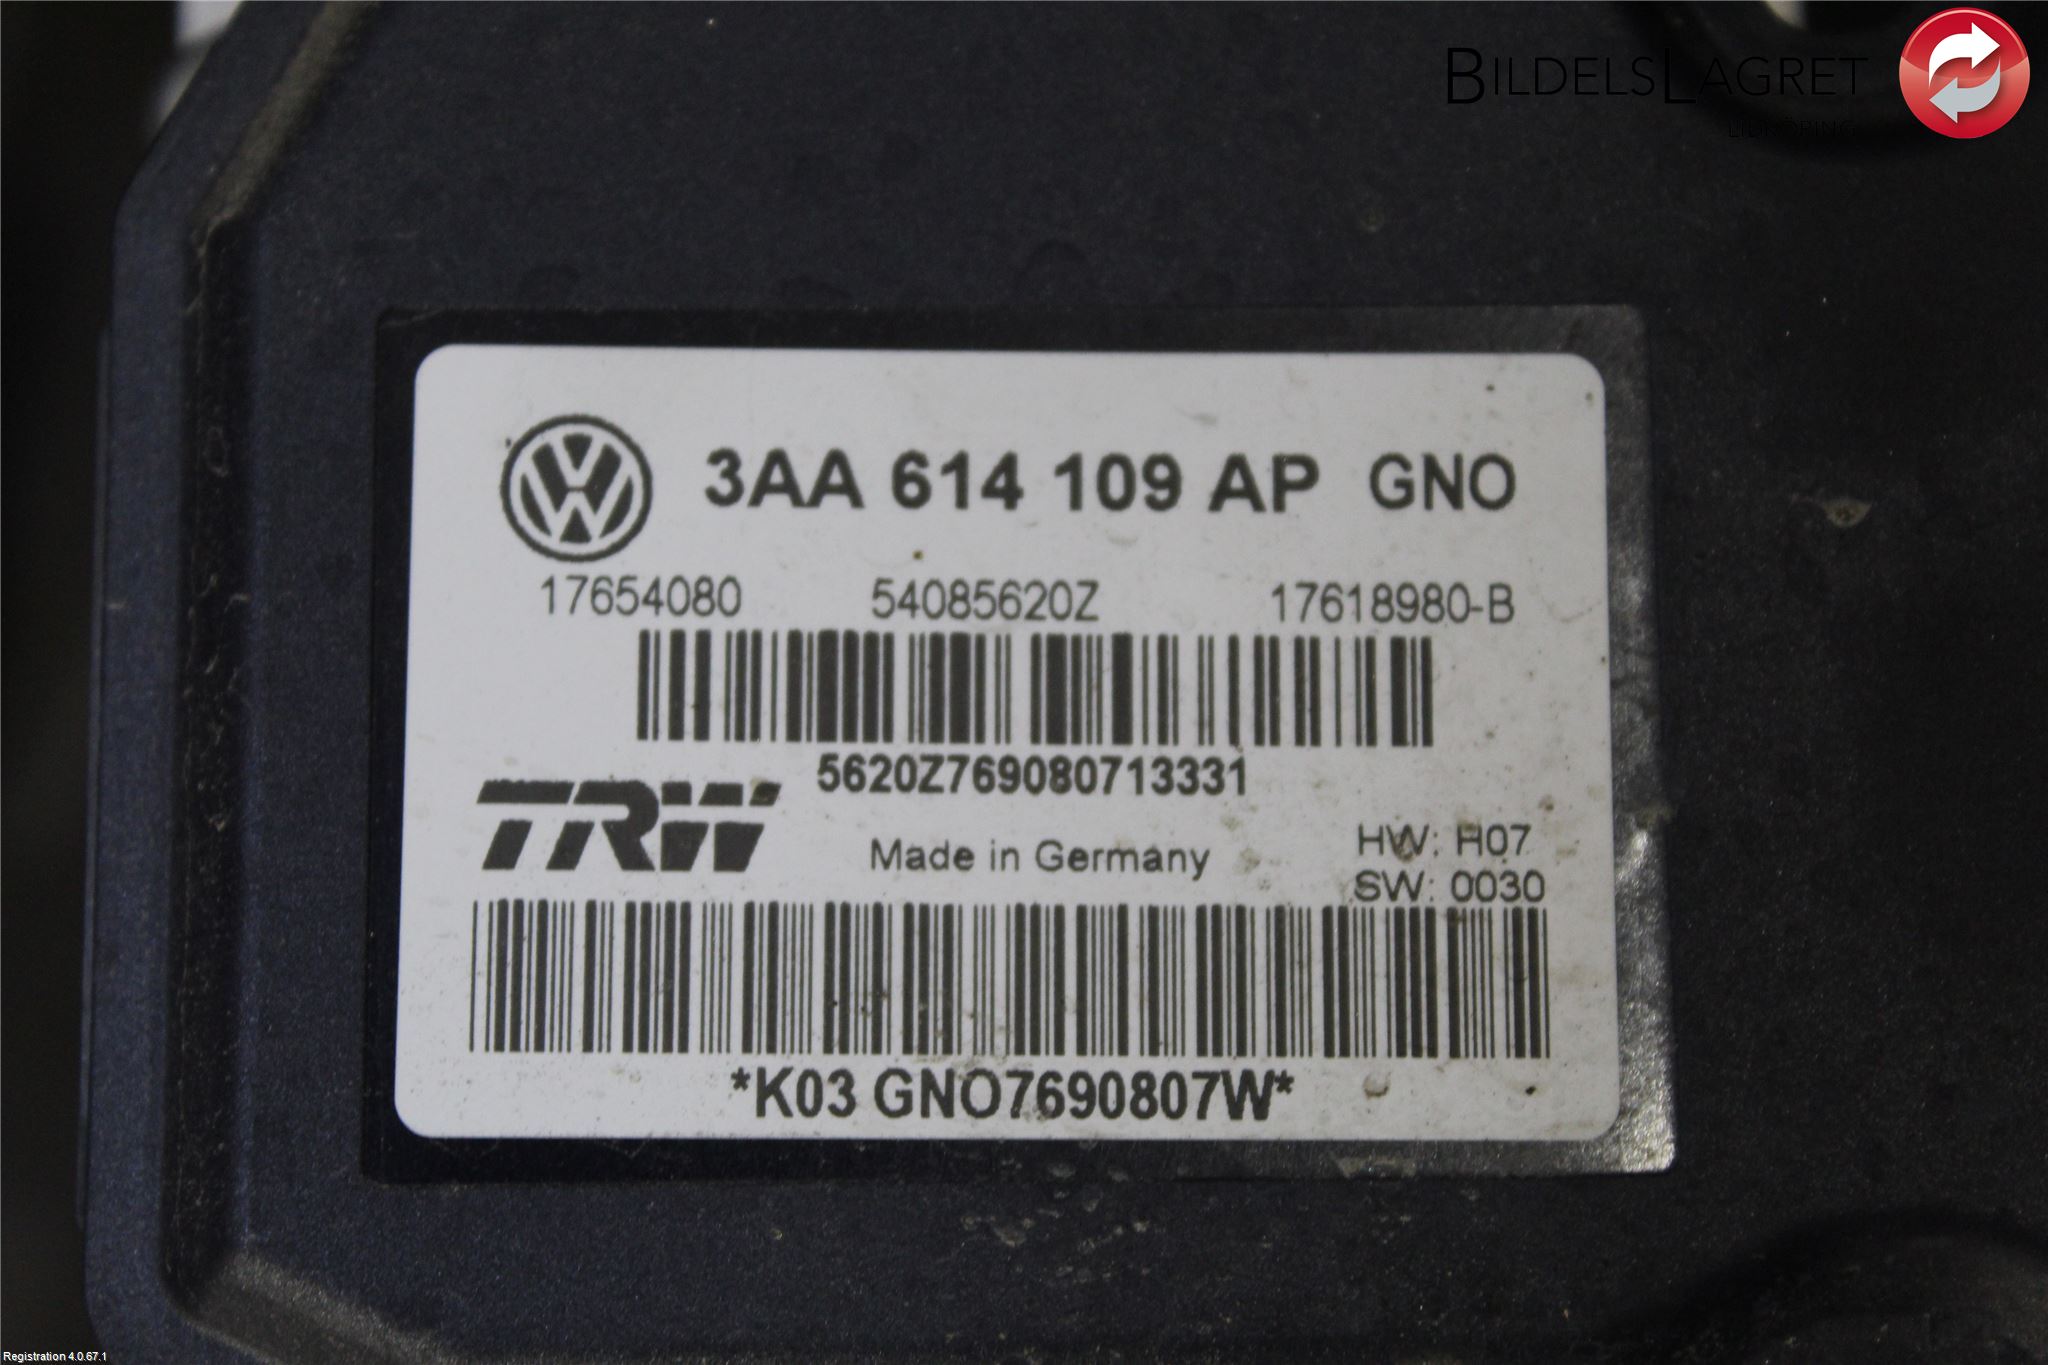 BILDELSLAGRET
LIDKÖPING
3AA 614 109 AP GNO
17654080 54085620Z 17618980-B
5620Z769080713331
TRW
Made in Germany
HW: H07
SW: 0030
*K03 GNO7690807W*
Registration 4.0.67.1